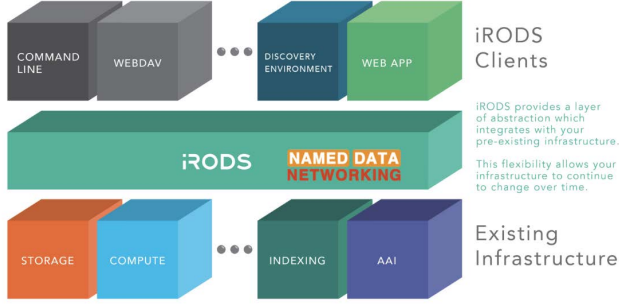 COMMAND
LINE
WEBDAV
DISCOVERY
ENVIRONMENT
WEB APP
iRODS
Clients
iRODS
NAMED DATA
NETWORKING
iRODS provides a layer
of abstraction which
integrates with your
pre-existing infrastructure.
This flexibility allows your
infrastructure to continue
to change over time.
STORAGE
COMPUTE
INDEXING
AAI
Existing
Infrastructure